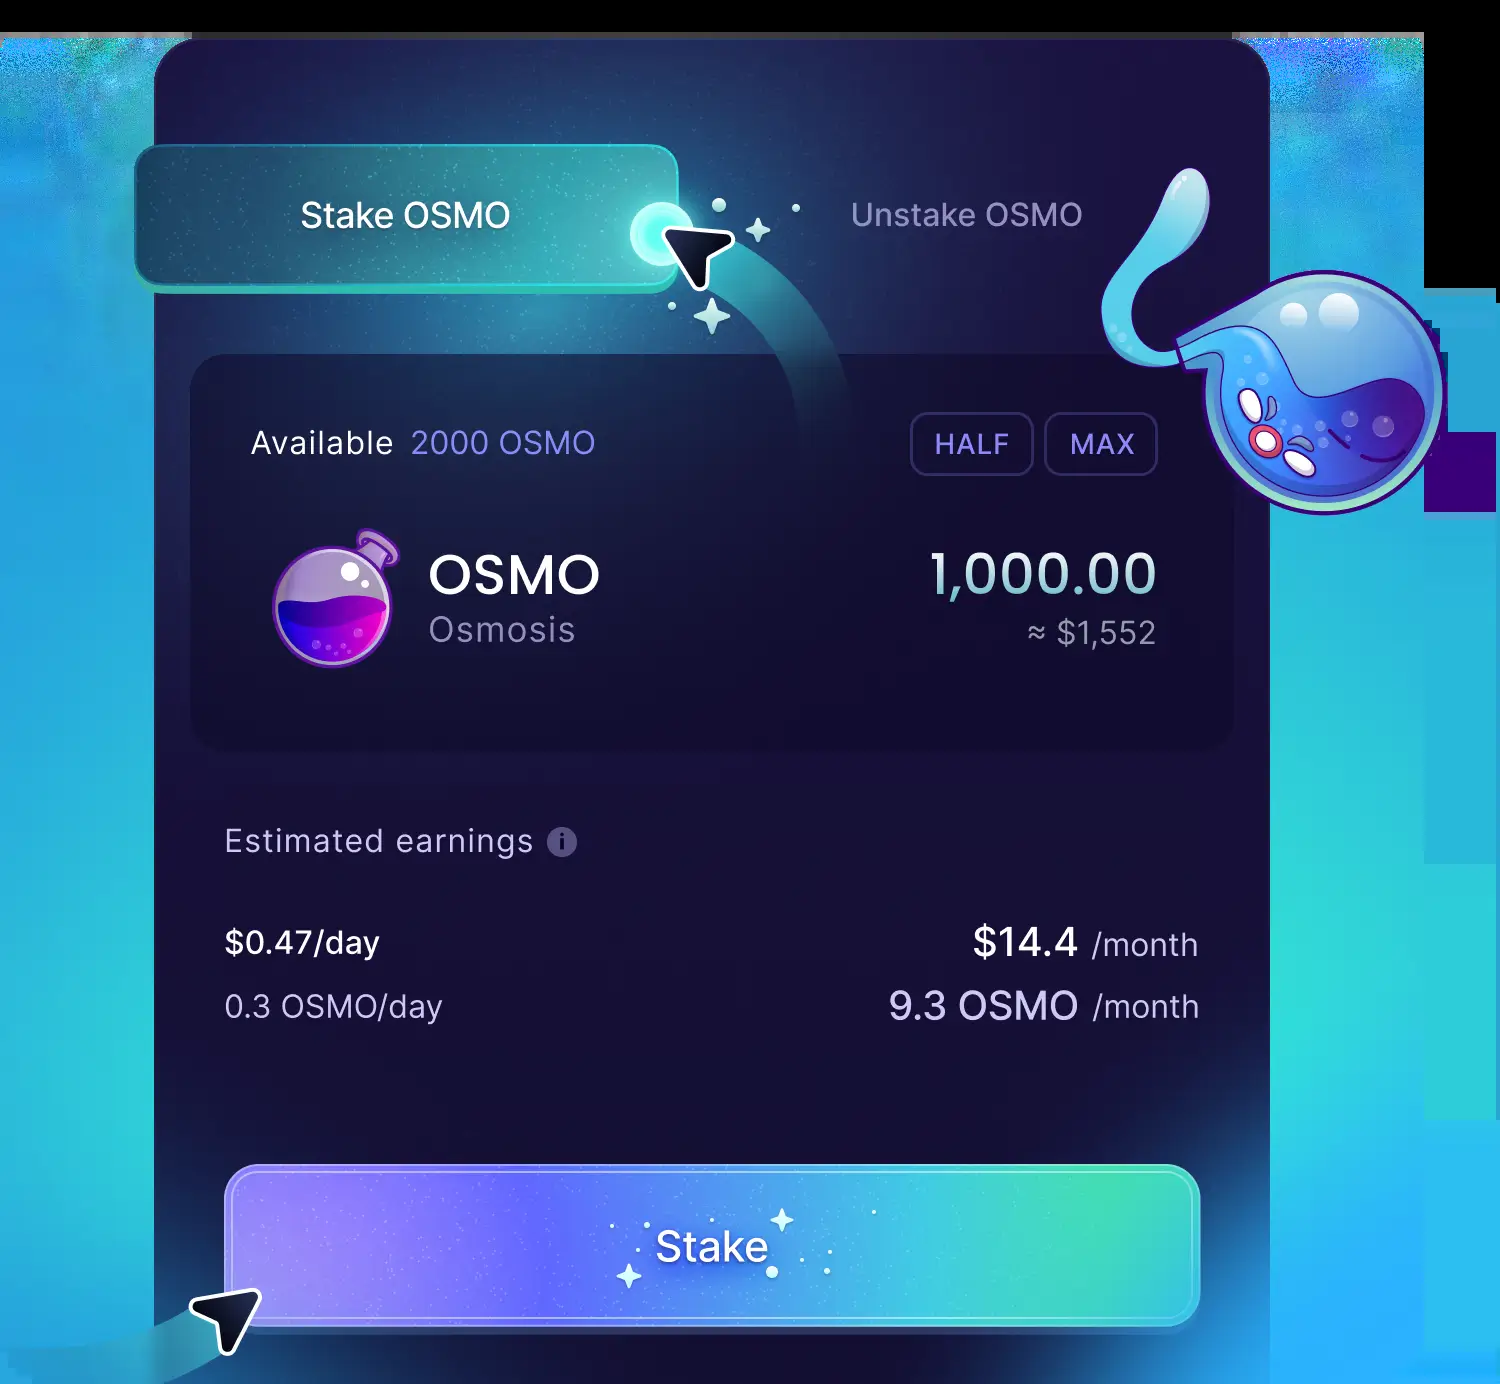 Stake OSMO
Unstake OSMO
Available 2000 OSMO
HALF
MAX
OSMO
1,000.00
Osmosis
≈ $1,552
Estimated earnings
$0.47/day
$14.4 /month
0.3 OSMO/day
9.3 OSMO /month
Stake